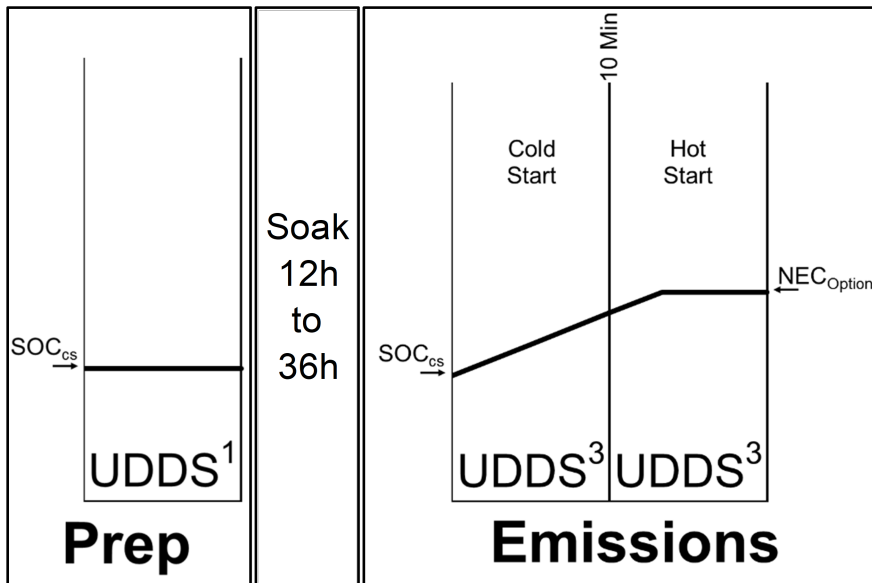 SOCcs
UDDS¹
Prep
Soak
12h
to
36h
10 Min
Cold
Start
Hot
Start
NECOption
SOCcs
UDDS³
UDDS³
Emissions